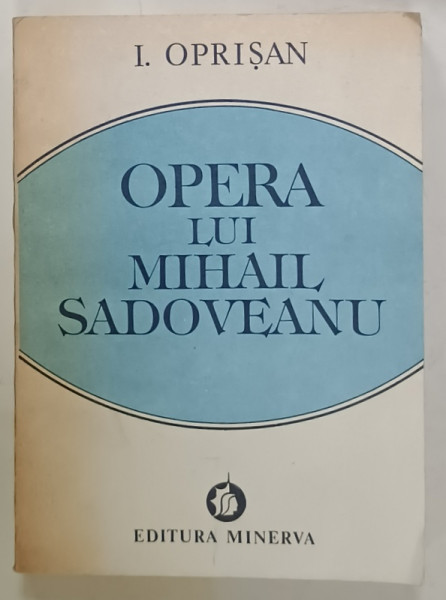 I. OPRIȘAN
OPERA
LUI
MIHAIL
SADOVEANU
EDITURA MINERVA